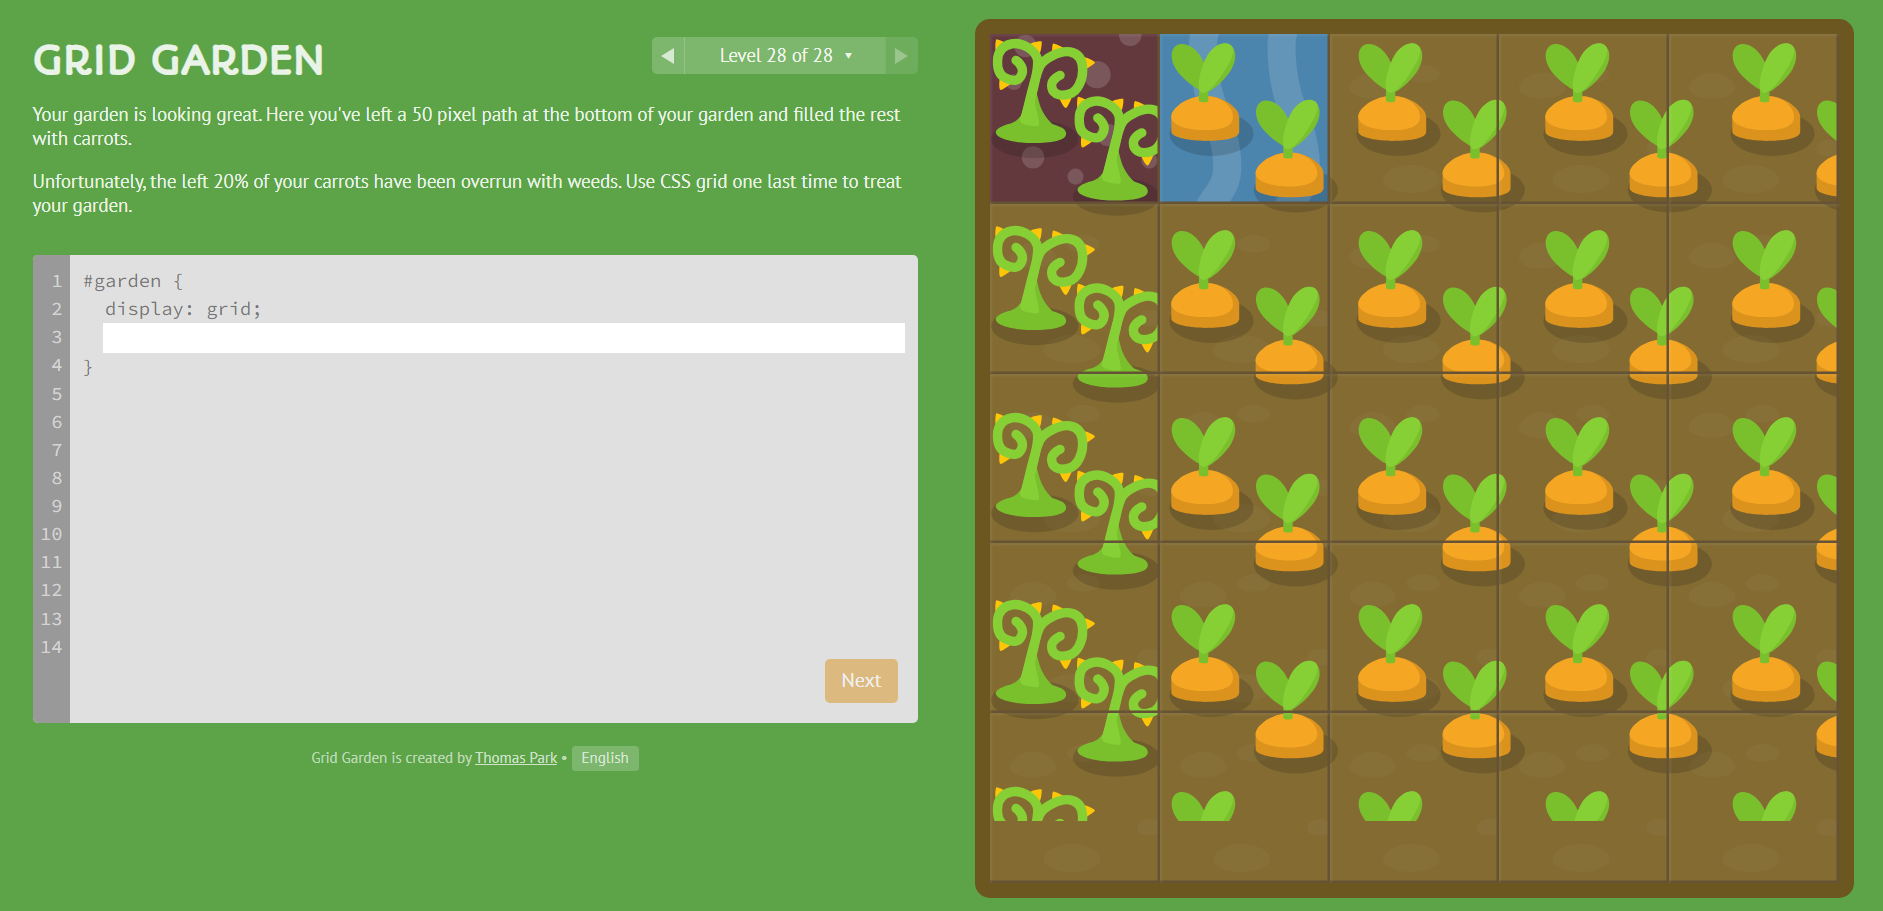 GRID GARDEN
Level 28 of 28
Your garden is looking great. Here you've left a 50 pixel path at the bottom of your garden and filled the rest
with carrots.
Unfortunately, the left 20% of your carrots have been overrun with weeds. Use CSS grid one last time to treat
your garden.
1 #garden {
2 display: grid;
3
4 }
5
6
7
8
9
10
11
12
13
14
Next
Grid Garden is created by Thomas Park • English